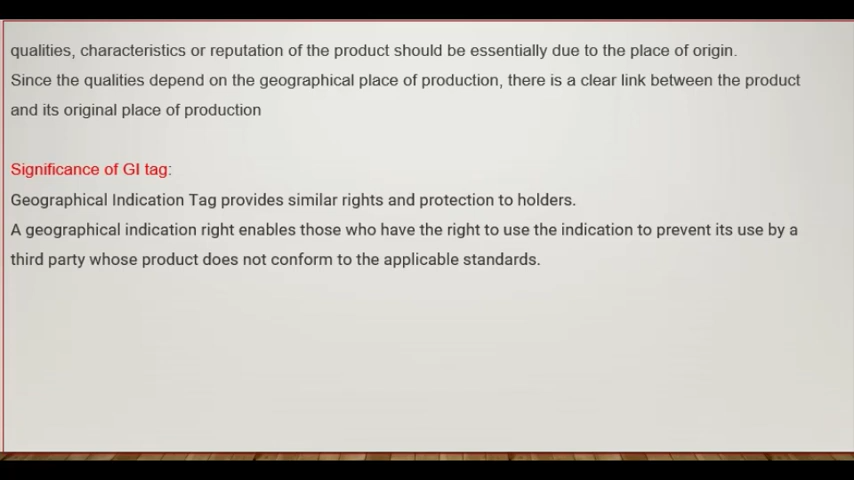 qualities, characteristics or reputation of the product should be essentially due to the place of origin.
Since the qualities depend on the geographical place of production, there is a clear link between the product
and its original place of production
Significance of GI tag:
Geographical Indication Tag provides similar rights and protection to holders.
A geographical indication right enables those who have the right to use the indication to prevent its use by a
third party whose product does not conform to the applicable standards.